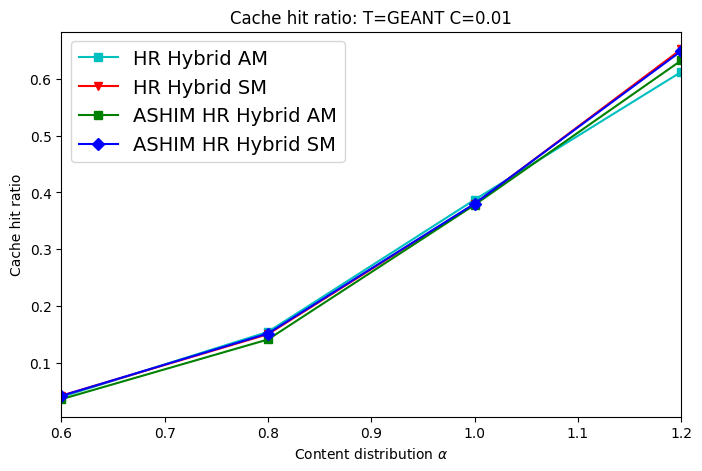 Cache hit ratio: T=GEANT C=0.01
HR Hybrid AM
HR Hybrid SM
ASHIM HR Hybrid AM
ASHIM HR Hybrid SM
Cache hit ratio
0.6
0.5
0.4
0.3
0.2
0.1
0.6 0.7 0.8 0.9 1.0 1.1 1.2
Content distribution α